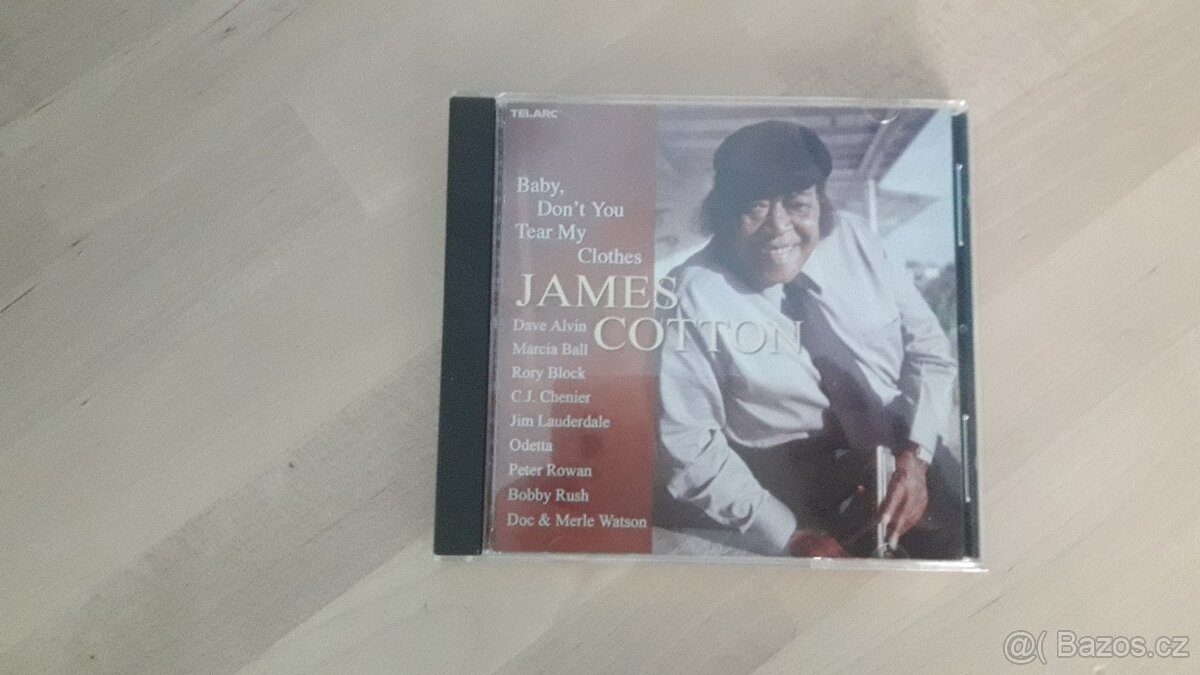 TELARC
Baby,
Don't You
Tear My
Clothes
JAMES
COTTON
Dave Alvin
Marcia Ball
Rory Block
C.J. Chenier
Jim Lauderdale
Odetta
Peter Rowan
Bobby Rush
Doc & Merle Watson
@( Bazos.cz